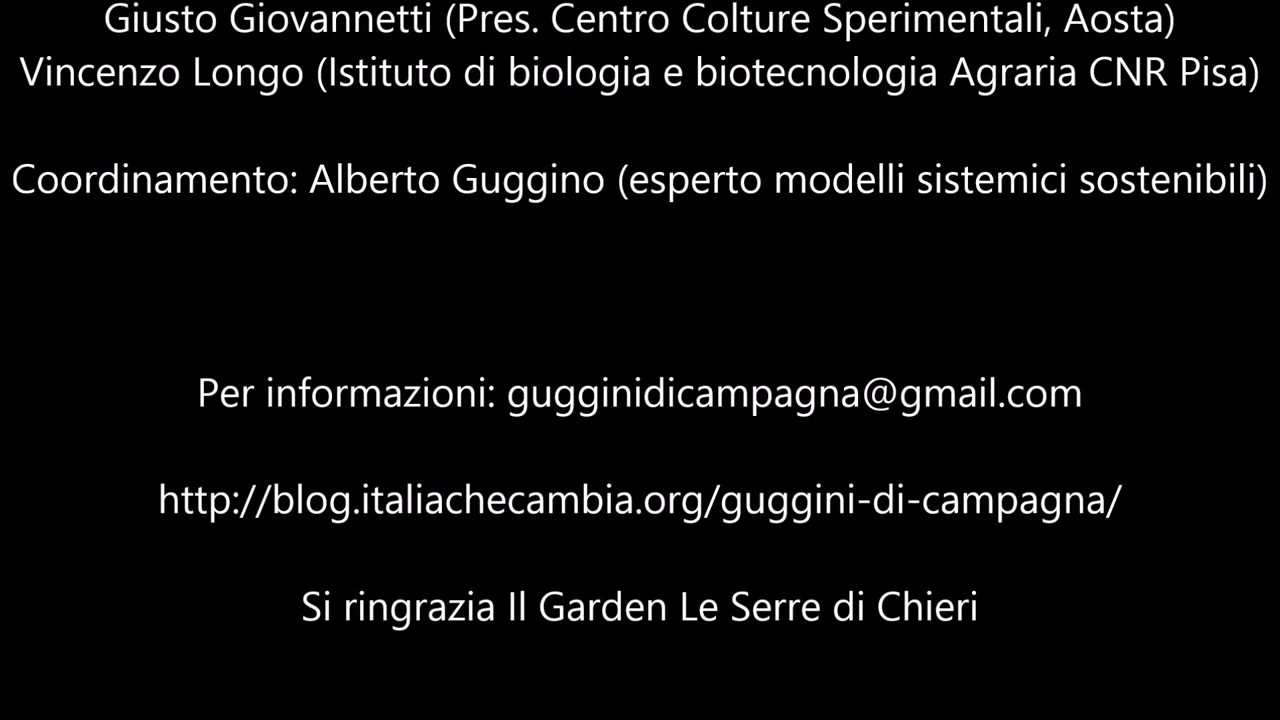 Giusto Giovannetti (Pres. Centro Colture Sperimentali, Aosta)
Vincenzo Longo (Istituto di biologia e biotecnologia Agraria CNR Pisa)
Coordinamento: Alberto Guggino (esperto modelli sistemici sostenibili)
Per informazioni: gugginidicampagna@gmail.com
http://blog.italiachecambia.org/guggini-di-campagna/
Si ringrazia Il Garden Le Serre di Chieri